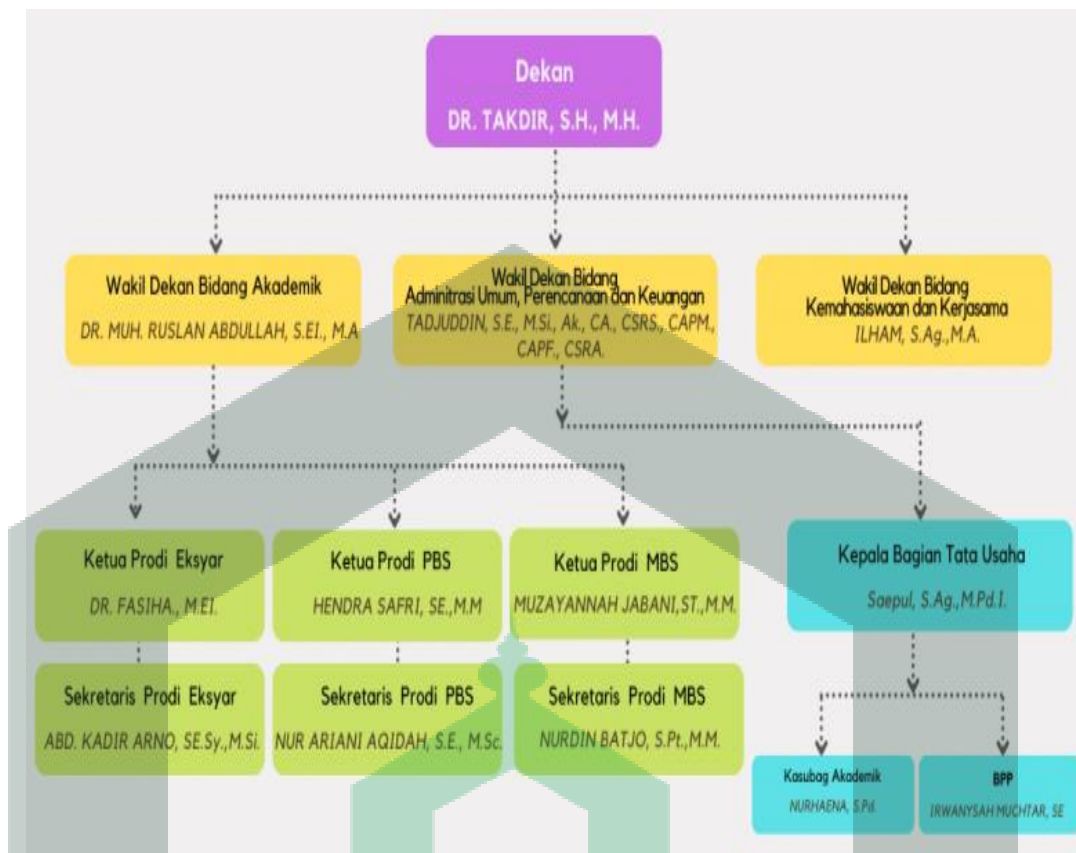 Dekan
DR. TAKDIR, S.H., M.H.
Wakil Dekan Bidang Akademik
DR. MUH. RUSLAN ABDULLAH, S.EI., M.A
Wakil Dekan Bidang
Adminitrasi Umum, Perencanaan dan Keuangan
TADJUDDIN, S.E., M.Si., Ak., CA., CSRS., CAPM.,
CAPF., CSRA.
Wakil Dekan Bidang
Kemahasiswaan dan Kerjasama
ILHAM, S.Ag.,M.A.
Ketua Prodi Eksyar
DR. FASIHA., M.EI.
Ketua Prodi PBS
HENDRA SAFRI, SE.,M.M
Ketua Prodi MBS
MUZAYANNAH JABANI,ST.,M.M.
Kepala Bagian Tata Usaha
Saepul, S.Ag.,M.Pd.I.
Sekretaris Prodi Eksyar
ABD. KADIR ARNO, SE.Sy.,M.Si.
Sekretaris Prodi PBS
NUR ARIANI AQIDAH, S.E., M.Sc.
Sekretaris Prodi MBS
NURDIN BATJO, S.Pt.,M.M.
Kasubag Akademik
NURHAENA, S.Pd.
BPP
IRWANYSAH MUCHTAR, SE